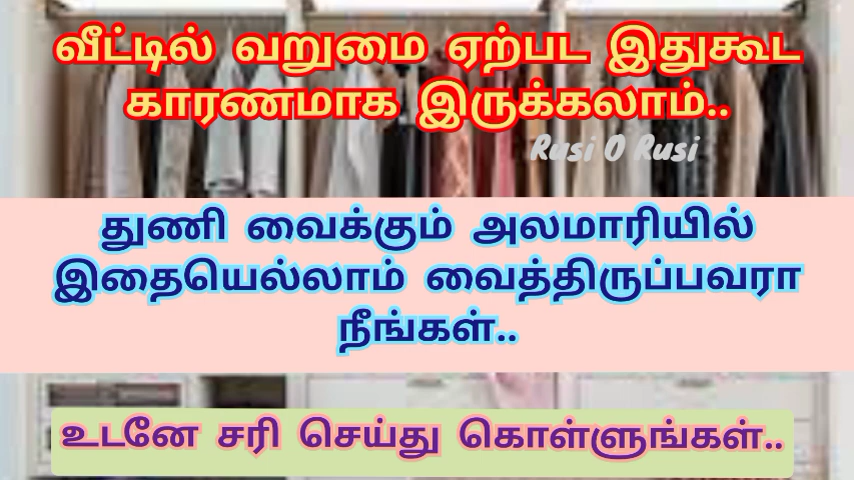 வீட்டில் வறுமை ஏற்பட இதுகூட
காரணமாக இருக்கலாம்..
Rusi O Rusi
துணி வைக்கும் அலமாரியில்
இதையெல்லாம் வைத்திருப்பவரா
நீங்கள்..
உடனே சரி செய்து கொள்ளுங்கள்..